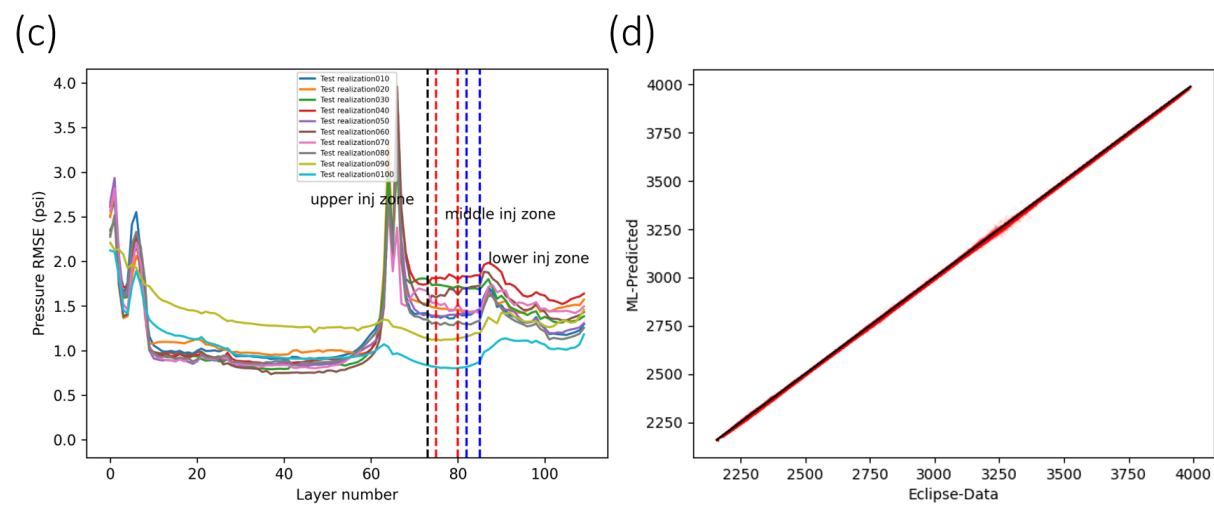 (c)
4.0
3.5
3.0
2.5
2.0
1.5
1.0
0.5
0.0
Pressure RMSE (psi)
Test realization010
Test realization020
Test realization030
Test realization040
Test realization050
Test realization060
Test realization070
Test realization080
Test realization090
Test realization0100
upper inj zone
middle inj zone
lower inj zone
0 20 40 60 80 100
Layer number
(d)
4000
3750
3500
3250
3000
2750
2500
2250
ML-Predicted
2250 2500 2750 3000 3250 3500 3750 4000
Eclipse-Data